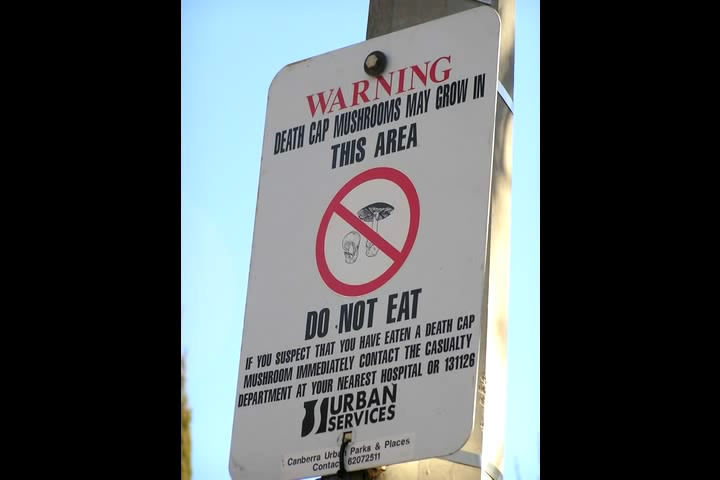 WARNING
DEATH CAP MUSHROOMS MAY GROW IN
THIS AREA
DO NOT EAT
IF YOU SUSPECT THAT YOU HAVE EATEN A DEATH CAP
MUSHROOM IMMEDIATELY CONTACT THE CASUALTY
DEPARTMENT AT YOUR NEAREST HOSPITAL OR 131126
URBAN
SERVICES
Canberra Urban Parks & Places
Contact 62072511